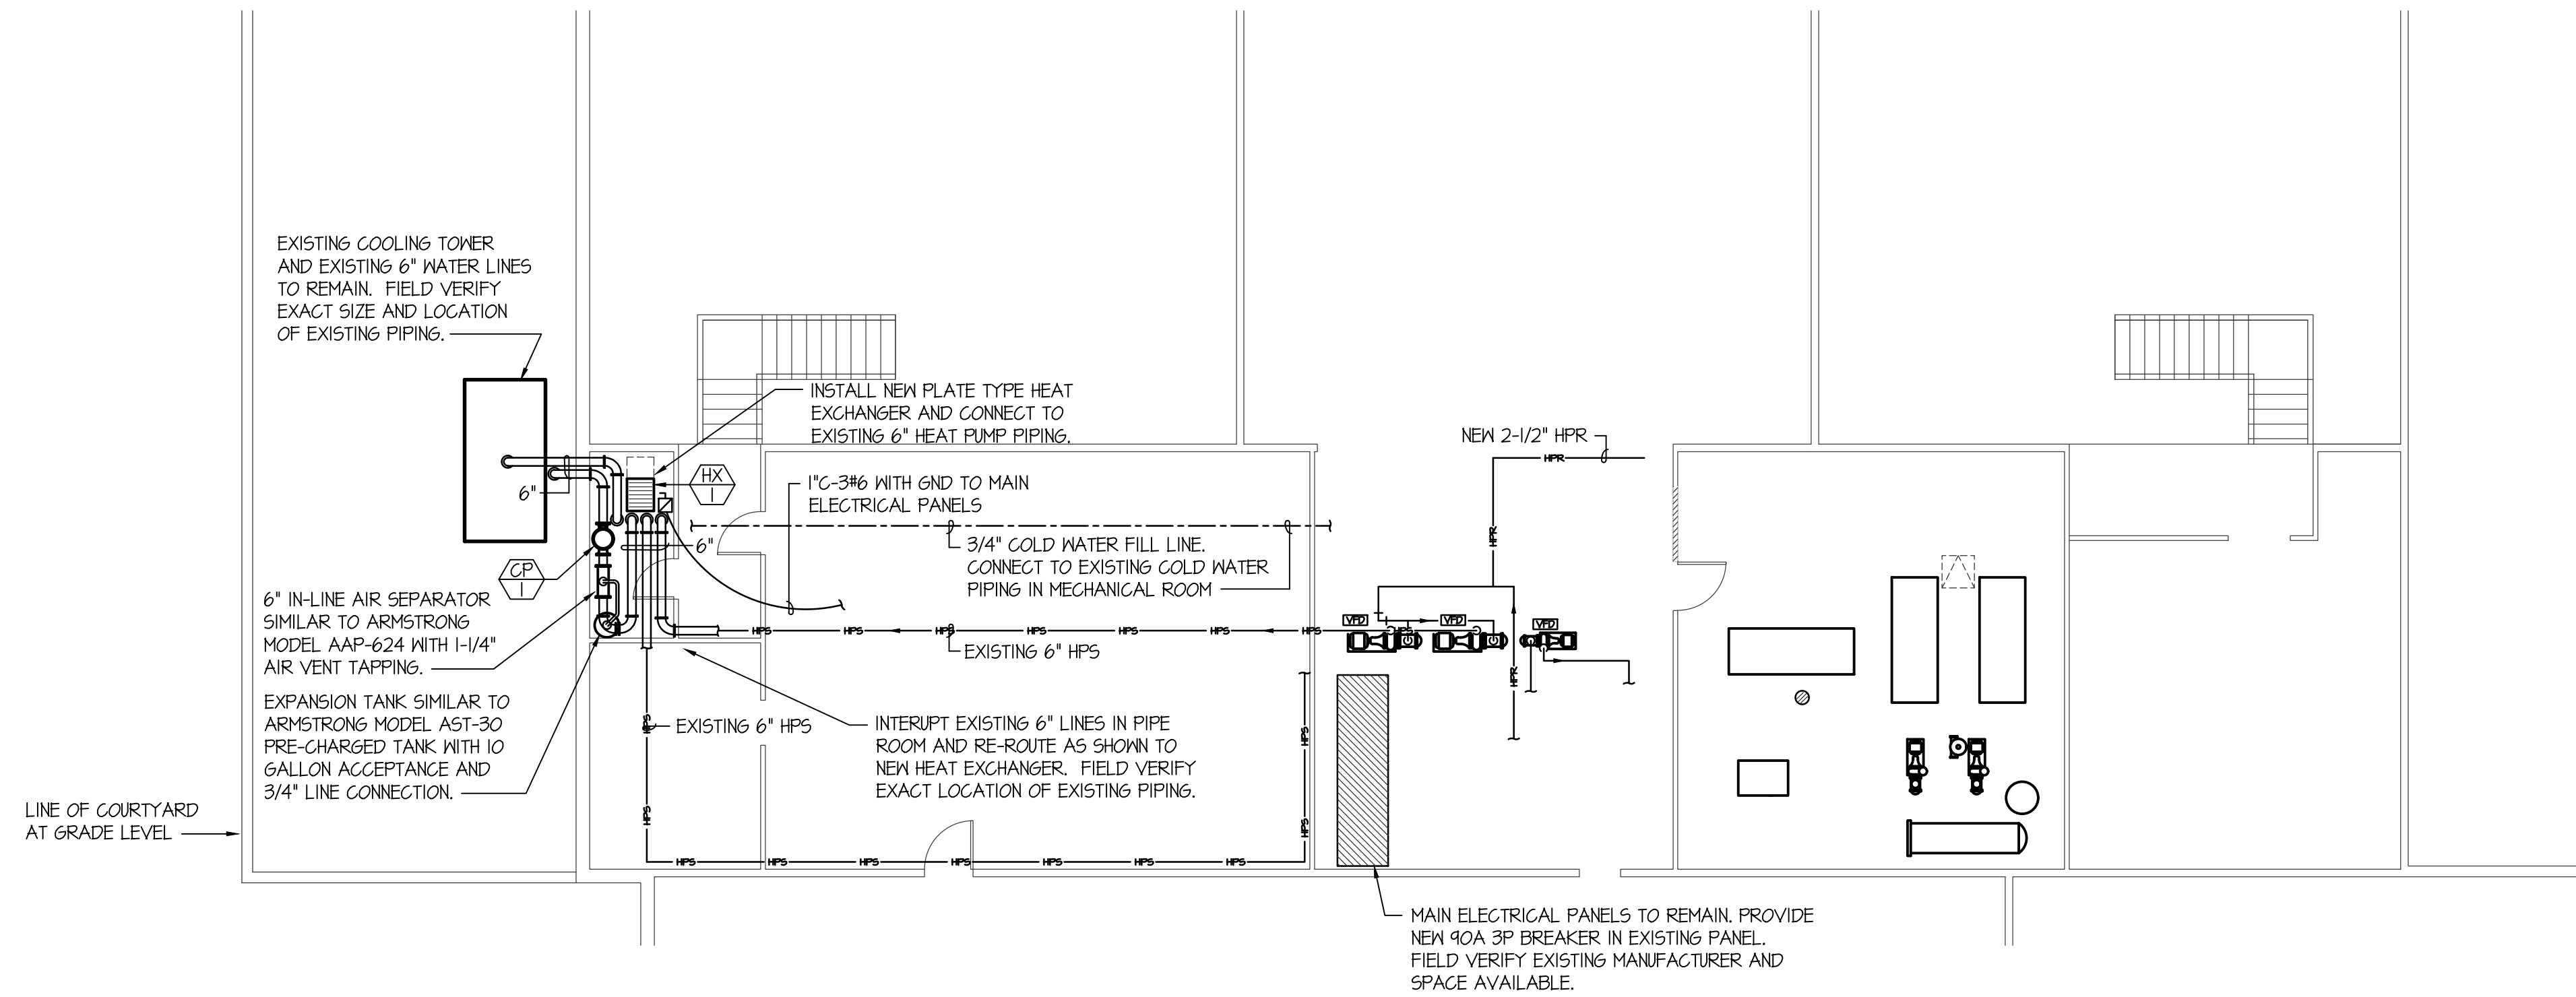 EXISTING COOLING TOWER
AND EXISTING 6" WATER LINES
TO REMAIN. FIELD VERIFY
EXACT SIZE AND LOCATION
OF EXISTING PIPING.
INSTALL NEW PLATE TYPE HEAT
EXCHANGER AND CONNECT TO
EXISTING 6" HEAT PUMP PIPING.
NEW 2-1/2" HPR
HPR
HX
1
6"
1"C-3#6 WITH GND TO MAIN
ELECTRICAL PANELS
HPR
6"
3/4" COLD WATER FILL LINE.
CONNECT TO EXISTING COLD WATER
PIPING IN MECHANICAL ROOM
CP
1
6" IN-LINE AIR SEPARATOR
SIMILAR TO ARMSTRONG
MODEL AAP-624 WITH 1-1/4"
AIR VENT TAPPING.
VFD
VFD
VFD
HPS
HPS
HPS
HPS
HPS
HPS
HPS
HPS
EXISTING 6" HPS
HPR
EXPANSION TANK SIMILAR TO
ARMSTRONG MODEL AST-30
PRE-CHARGED TANK WITH 10
GALLON ACCEPTANCE AND
3/4" LINE CONNECTION.
HPS
EXISTING 6" HPS
INTERUPT EXISTING 6" LINES IN PIPE
ROOM AND RE-ROUTE AS SHOWN TO
NEW HEAT EXCHANGER. FIELD VERIFY
EXACT LOCATION OF EXISTING PIPING.
HPS
LINE OF COURTYARD
AT GRADE LEVEL
HPS
HPS
HPS
HPS
HPS
HPS
HPS
HPS
HPS
HPS
MAIN ELECTRICAL PANELS TO REMAIN. PROVIDE
NEW 90A 3P BREAKER IN EXISTING PANEL.
FIELD VERIFY EXISTING MANUFACTURER AND
SPACE AVAILABLE.